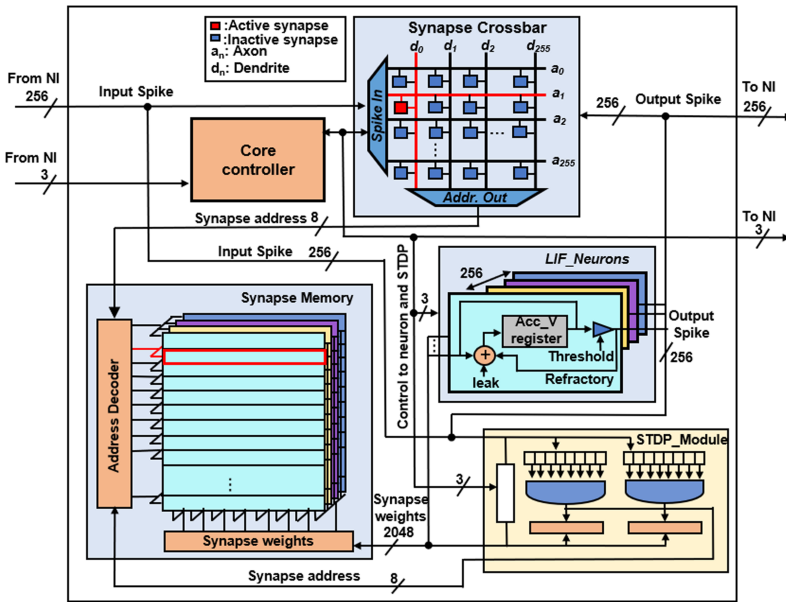 :Active synapse
:Inactive synapse
an: Axon
dn: Dendrite
Synapse Crossbar
d0 d1 d2 d255
a0
a1
a2
a255
Spike In
Addr. Out
From NI
256
Input Spike
From NI
3
Core
controller
256
Output Spike
To NI
256
To NI
3
Synapse address 8
Input Spike 256
Control to neuron and STDP
3
LIF_Neurons
256
Acc_V
register
Threshold
leak
Refractory
Output
Spike
256
Synapse Memory
Address Decoder
Synapse weights
Synapse
weights
2048
STDP_Module
3
Synapse address 8